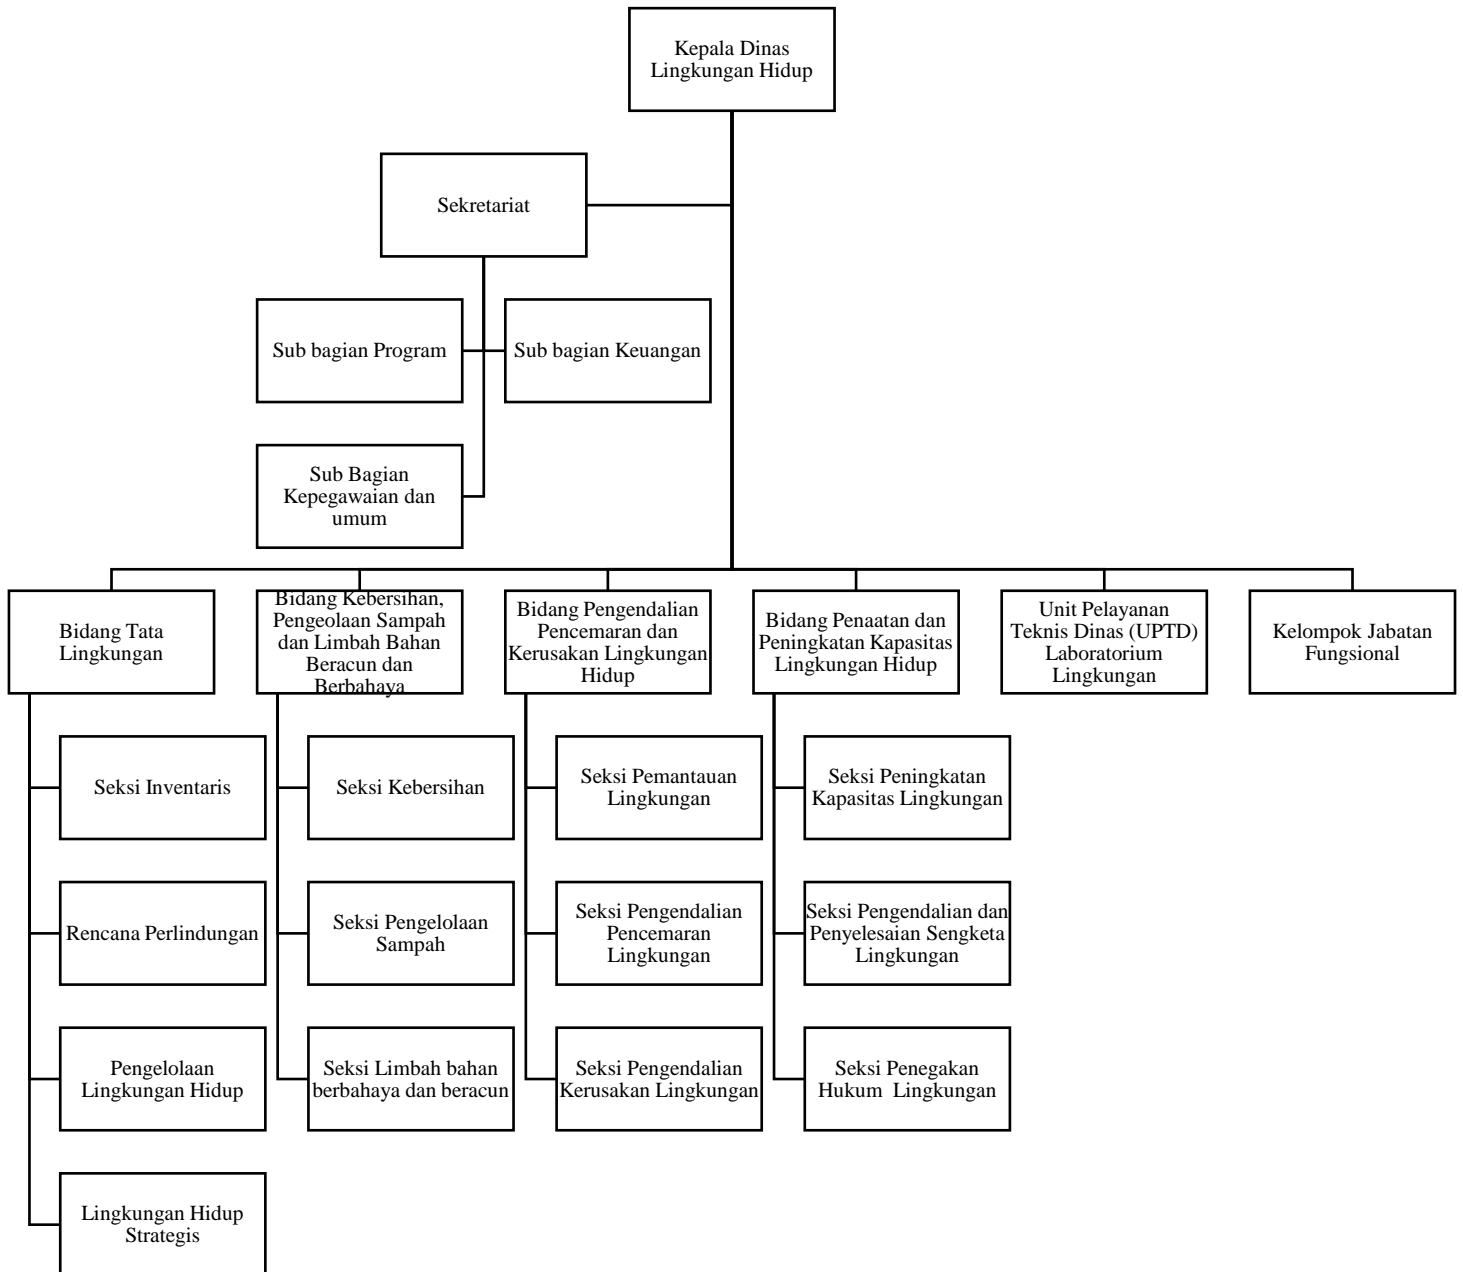 Kepala Dinas
Lingkungan Hidup
Sekretariat
Sub bagian Program
Sub bagian Keuangan
Sub Bagian
Kepegawaian dan
umum
Bidang Tata
Lingkungan
Bidang Kebersihan,
Pengeolaan Sampah
dan Limbah Bahan
Beracun dan
Berbahaya
Bidang Pengendalian
Pencemaran dan
Kerusakan Lingkungan
Hidup
Bidang Penaatan dan
Peningkatan Kapasitas
Lingkungan Hidup
Unit Pelayanan
Teknis Dinas (UPTD)
Laboratorium
Lingkungan
Kelompok Jabatan
Fungsional
Seksi Inventaris
Seksi Kebersihan
Seksi Pemantauan
Lingkungan
Seksi Peningkatan
Kapasitas Lingkungan
Rencana Perlindungan
Seksi Pengelolaan
Sampah
Seksi Pengendalian
Pencemaran
Lingkungan
Seksi Pengendalian dan
Penyelesaian Sengketa
Lingkungan
Pengelolaan
Lingkungan Hidup
Seksi Limbah bahan
berbahaya dan beracun
Seksi Pengendalian
Kerusakan Lingkungan
Seksi Penegakan
Hukum  Lingkungan
Lingkungan Hidup
Strategis